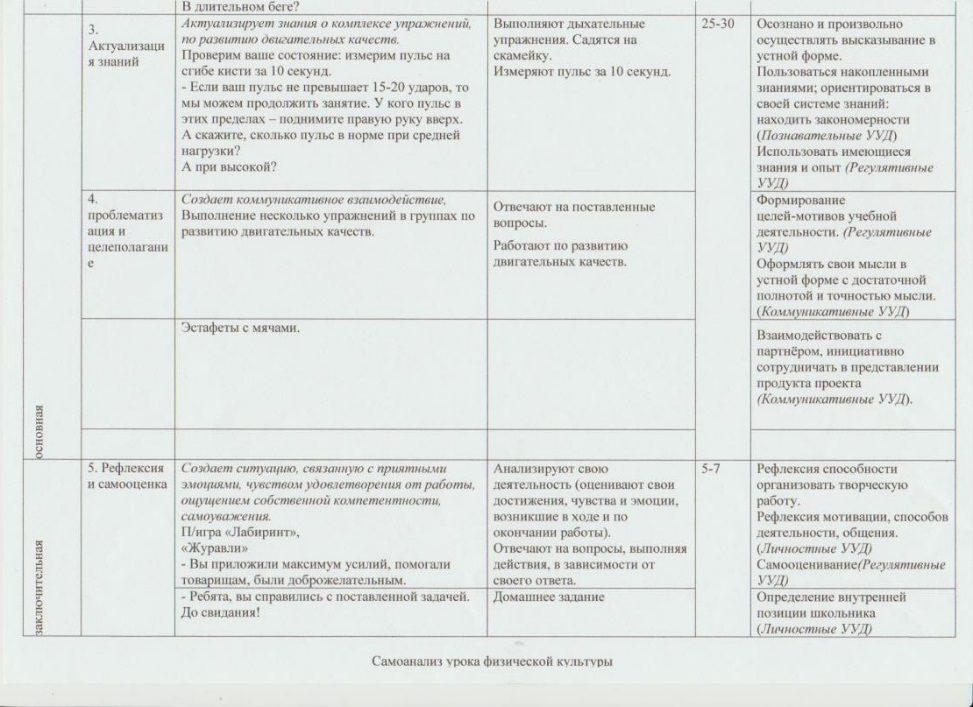 В длительном беге?
3.
Актуализаци
я знаний
Актуализирует знания о комплексе упражнений,
по развитию двигательных качеств.
Проверим ваше состояние: измерим пульс на
сгибе кисти за 10 секунд.
- Если ваш пульс не превышает 15-20 ударов, то
мы можем продолжить занятие. У кого пульс в
этих пределах – поднимите правую руку вверх.
А скажите, сколько пульс в норме при средней
нагрузки?
А при высокой?
Выполняют дыхательные
упражнения. Садятся на
скамейку.
Измеряют пульс за 10 секунд.
25-30
Осознано и произвольно
осуществлять высказывание в
устной форме.
Пользоваться накопленными
знаниями; ориентироваться в
своей системе знаний:
находить закономерности
(Познавательные УУД)
Использовать имеющиеся
знания и опыт (Регулятивные
УУД)
4.
проблематиз
ация и
целеполагани
е
Создает коммуникативное взаимодействие,
Выполнение несколько упражнений в группах по
развитию двигательных качеств.
Отвечают на поставленные
вопросы.
Работают по развитию
двигательных качеств.
Формирование
целей-мотивов учебной
деятельности. (Регулятивные
УУД)
Оформлять свои мысли в
устной форме с достаточной
полнотой и точностью мысли.
(Коммуникативные УУД)
Эстафеты с мячами.
Взаимодействовать с
партнёром, инициативно
сотрудничать в представлении
продукта проекта
(Коммуникативные УУД).
основная
5. Рефлексия
и самооценка
Создает ситуацию, связанную с приятными
эмоциями, чувством удовлетворения от работы,
ощущением собственной компетентности,
самоуважения.
П/игра «Лабиринт»,
«Журавли»
- Вы приложили максимум усилий, помогали
товарищам, были доброжелательным.
Анализируют свою
деятельность (оценивают свои
достижения, чувства и эмоции,
возникшие в ходе и по
окончании работы).
Отвечают на вопросы, выполняя
действия, в зависимости от
своего ответа.
5-7
Рефлексия способности
организовать творческую
работу.
Рефлексия мотивации, способов
деятельности, общения.
(Личностные УУД)
Самооценивание(Регулятивные
УУД)
заключительная
- Ребята, вы справились с поставленной задачей.
До свидания!
Домашнее задание
Определение внутренней
позиции школьника
(Личностные УУД)
Самоанализ урока физической культуры